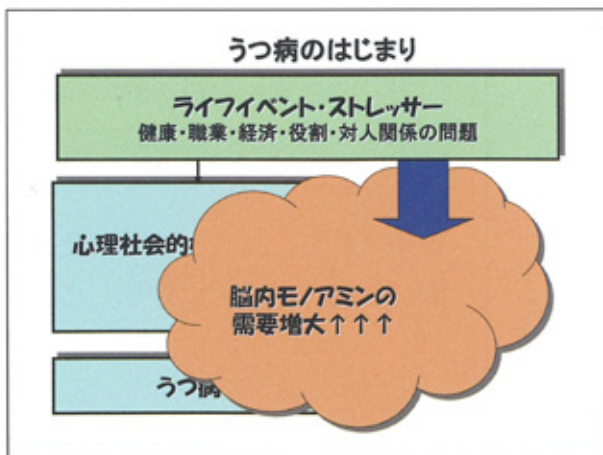 うつ病のはじまり
ライフイベント・ストレッサー
健康・職業・経済・役割・対人関係の問題
心理社会的
脳内モノアミンの
需要増大↑↑↑
うつ病